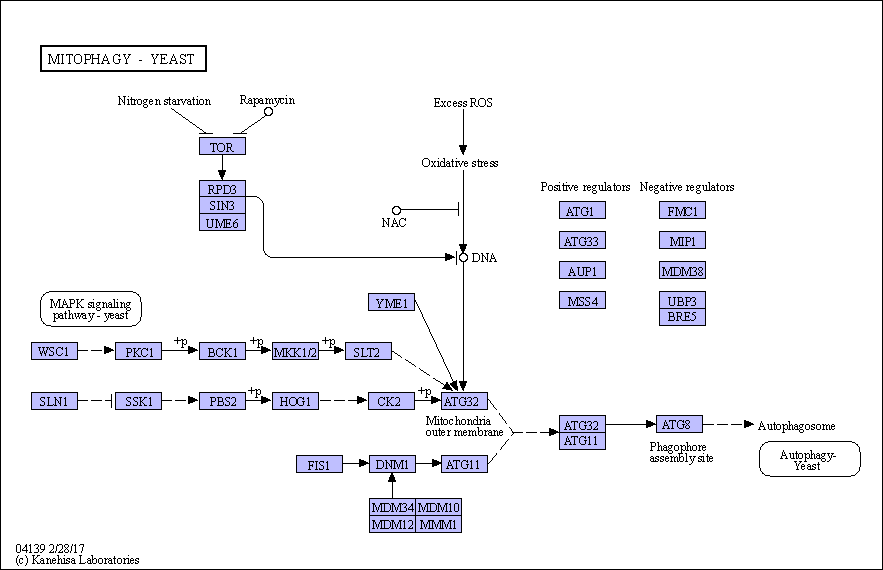 MITOPHAGY - YEAST
Nitrogen starvation
Rapamycin
Excess ROS
TOR
Oxidative stress
RPD3
SIN3
UME6
NAC
DNA
Positive regulators
Negative regulators
ATG1
FMC1
ATG33
MIP1
AUP1
MDM38
MSS4
UBP3
BRE5
MAPK signaling
pathway - yeast
YME1
WSC1
PKC1
+p
BCK1
+p
MKK1/2
+p
SLT2
SLN1
SSK1
PBS2
+p
HOG1
CK2
+p
ATG32
Mitochondria
outer membrane
ATG32
ATG11
ATG8
Autophagosome
Phagophore
assembly site
Autophagy-
Yeast
FIS1
DNM1
ATG11
MDM34
MDM10
MDM12
MMM1
04139 2/28/17
(c) Kanehisa Laboratories